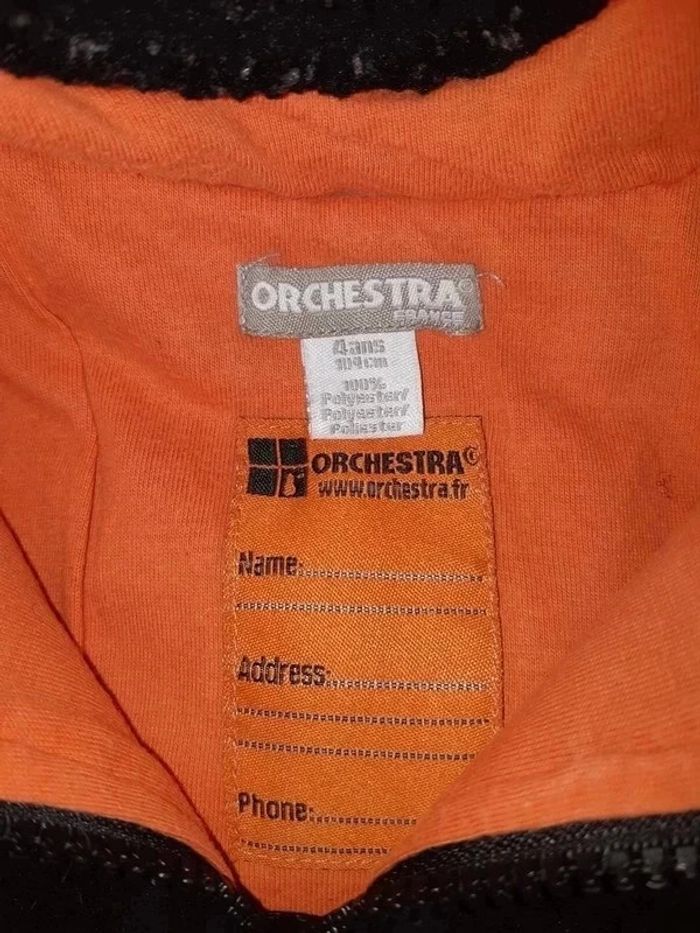 ORCHESTRA©
FRANCE
4ans
104cm
100%
Polyester/
Polyester/
Poliester
ORCHESTRA©
www.orchestra.fr
Name:
Address:
Phone: